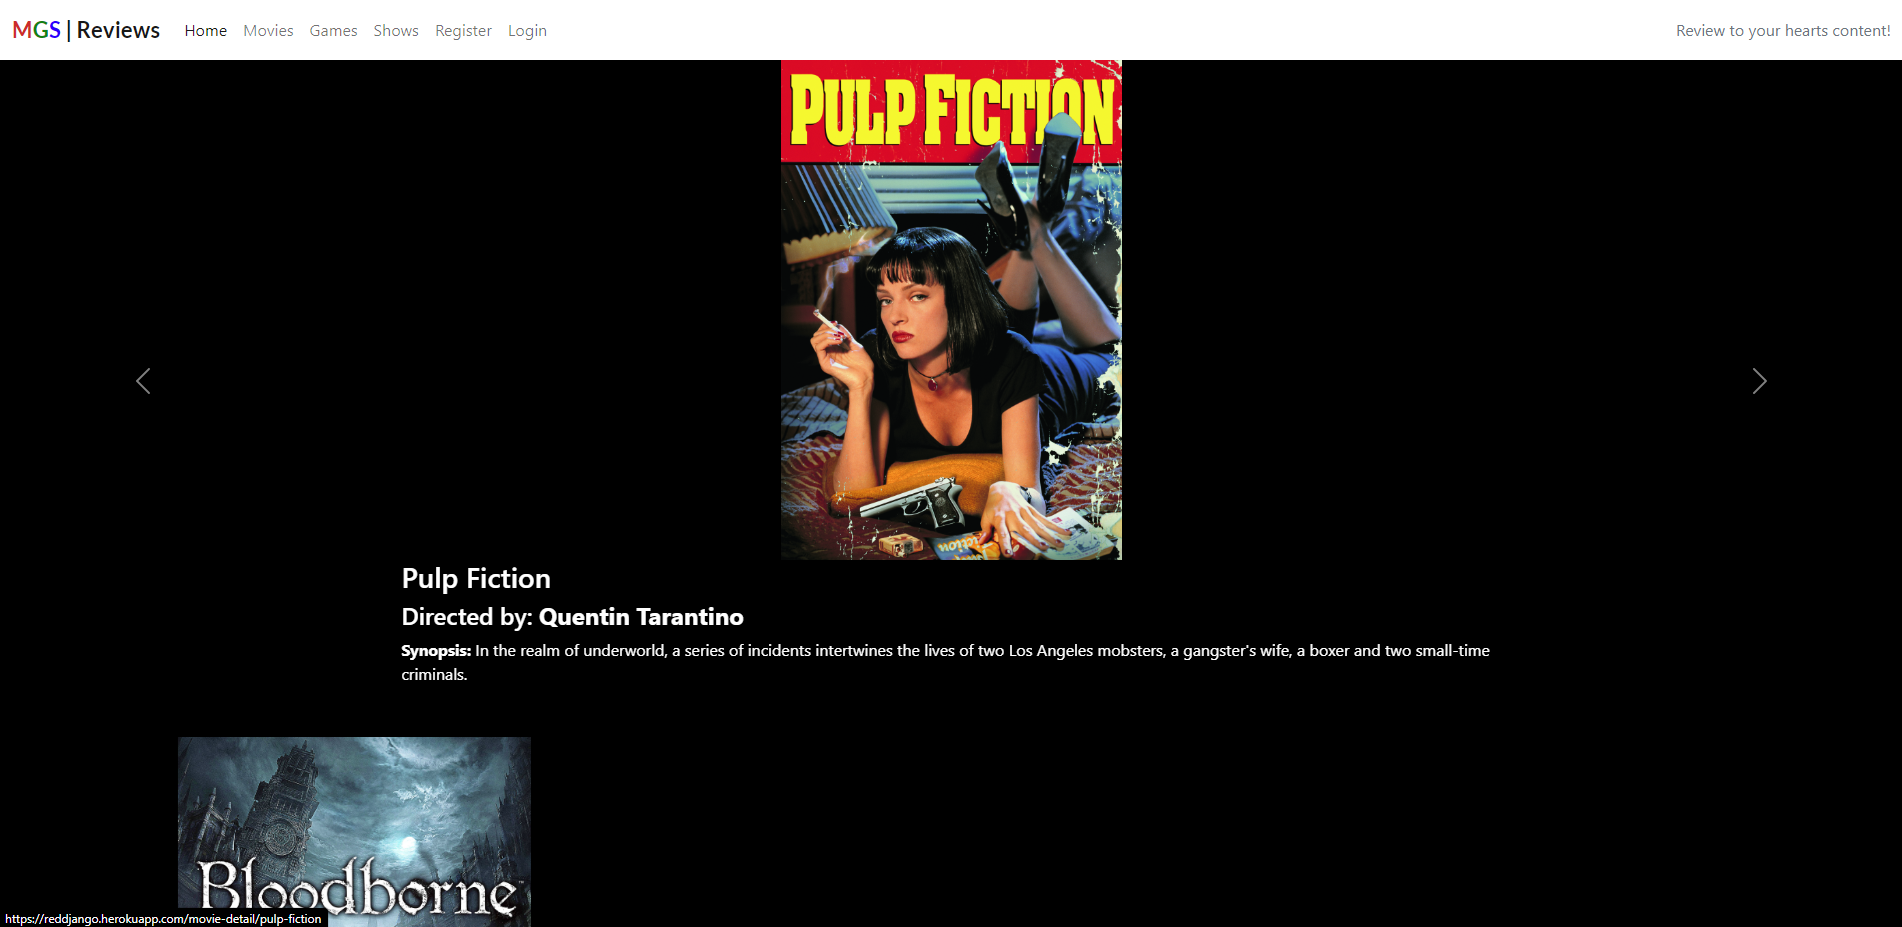 MGS | Reviews Home Movies Games Shows Register Login Review to your hearts content!
PULP FICTION
Pulp Fiction
Directed by: Quentin Tarantino
Synopsis: In the realm of underworld, a series of incidents intertwines the lives of two Los Angeles mobsters, a gangster's wife, a boxer and two small-time
criminals.
Bloodborne
https://reddjango.herokuapp.com/movie-detail/pulp-fiction